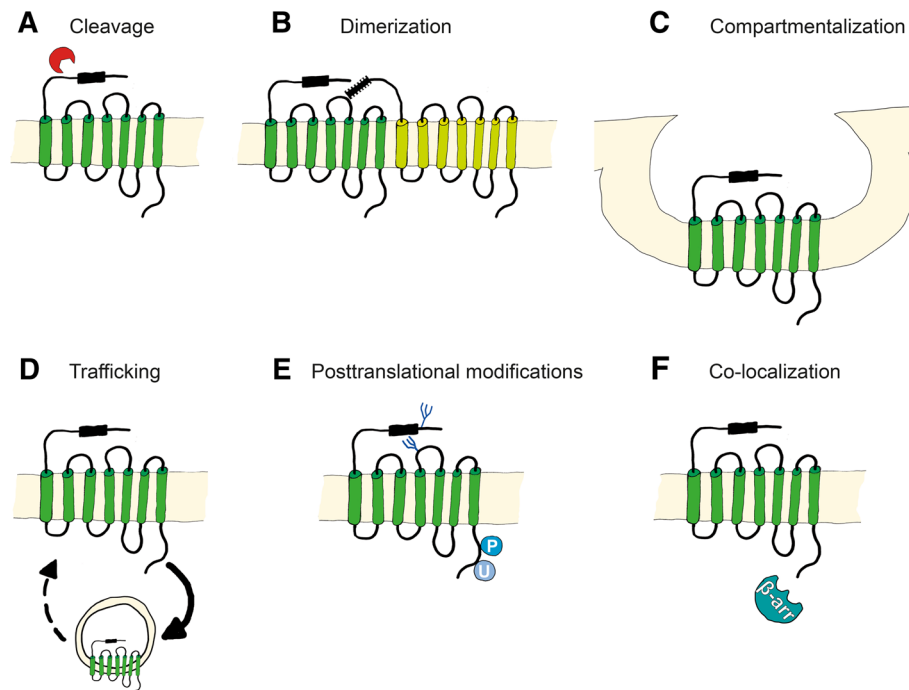 A Cleavage
B Dimerization
C Compartmentalization
D Trafficking
E Posttranslational modifications
P
U
F Co-localization
β-arr